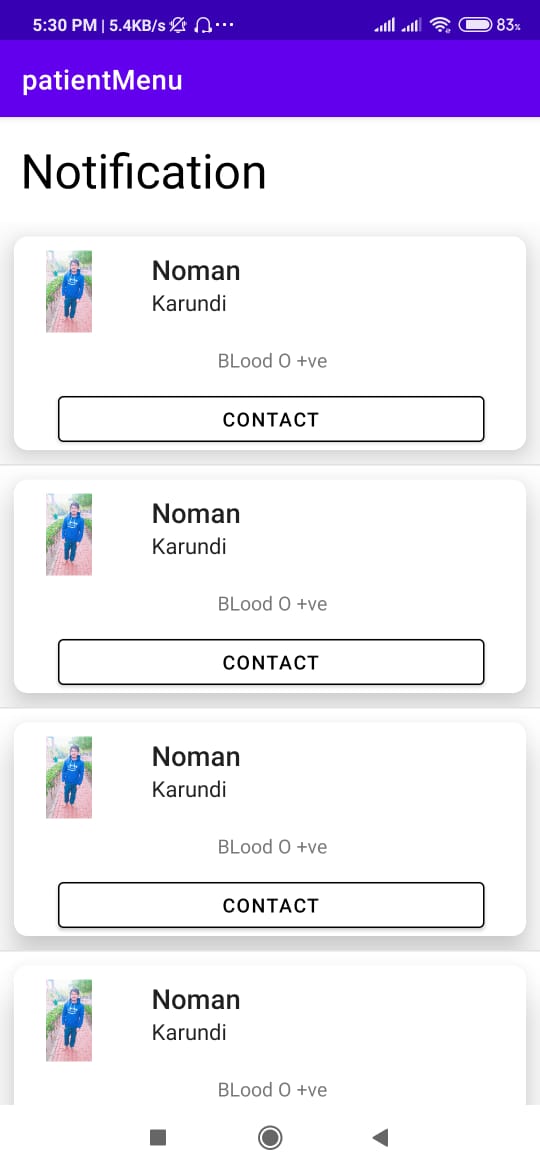 5:30 PM | 5.4KB/s 83%
patientMenu
Notification
Noman
Karundi
BLood O +ve
CONTACT
Noman
Karundi
BLood O +ve
CONTACT
Noman
Karundi
BLood O +ve
CONTACT
Noman
Karundi
BLood O +ve